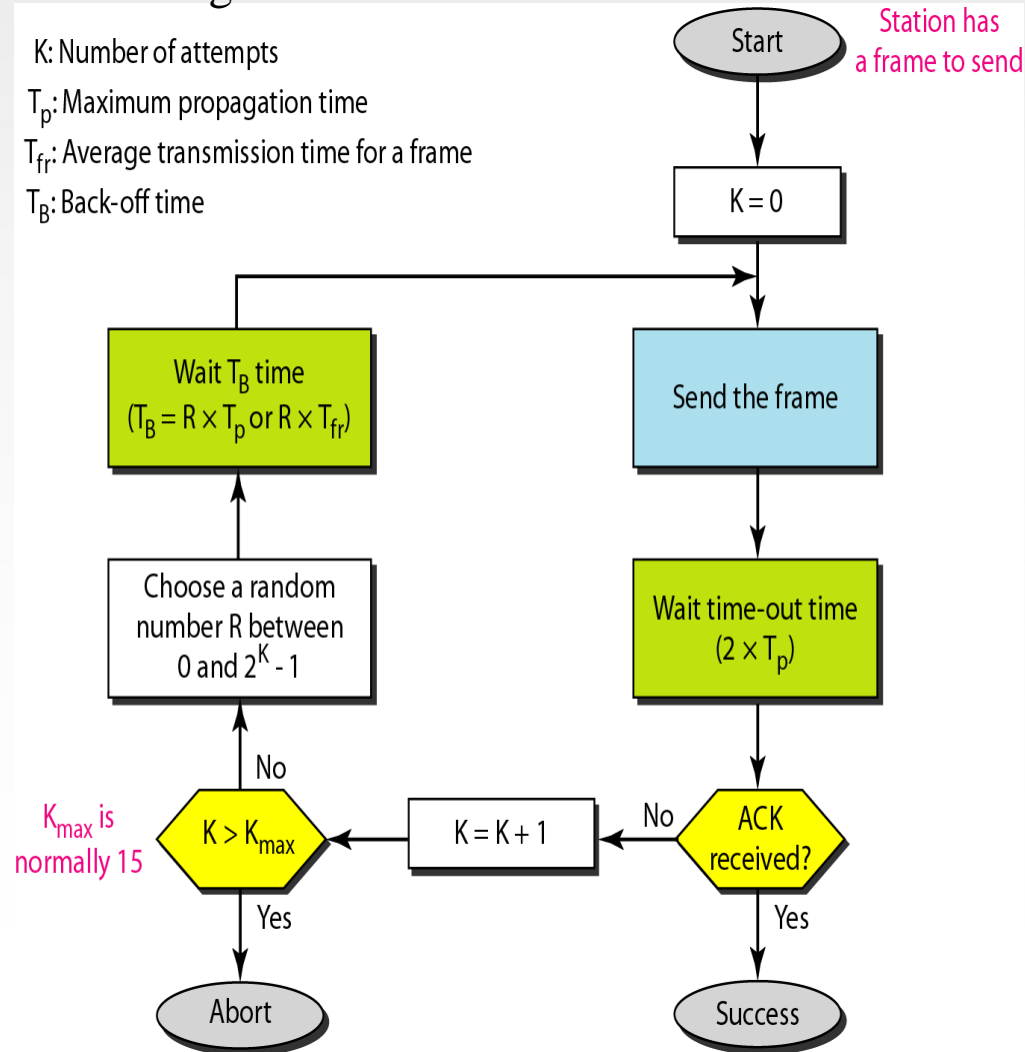 K: Number of attempts
Tp: Maximum propagation time
Tfr: Average transmission time for a frame
TB: Back-off time
Start
Station has
a frame to send
K = 0
Wait TB time
(TB = R × Tp or R × Tfr)
Send the frame
Choose a random
number R between
0 and 2^K - 1
Wait time-out time
(2 × Tp)
No
Kmax is
normally 15
K > Kmax
K = K + 1
No
ACK
received?
Yes
Yes
Abort
Success